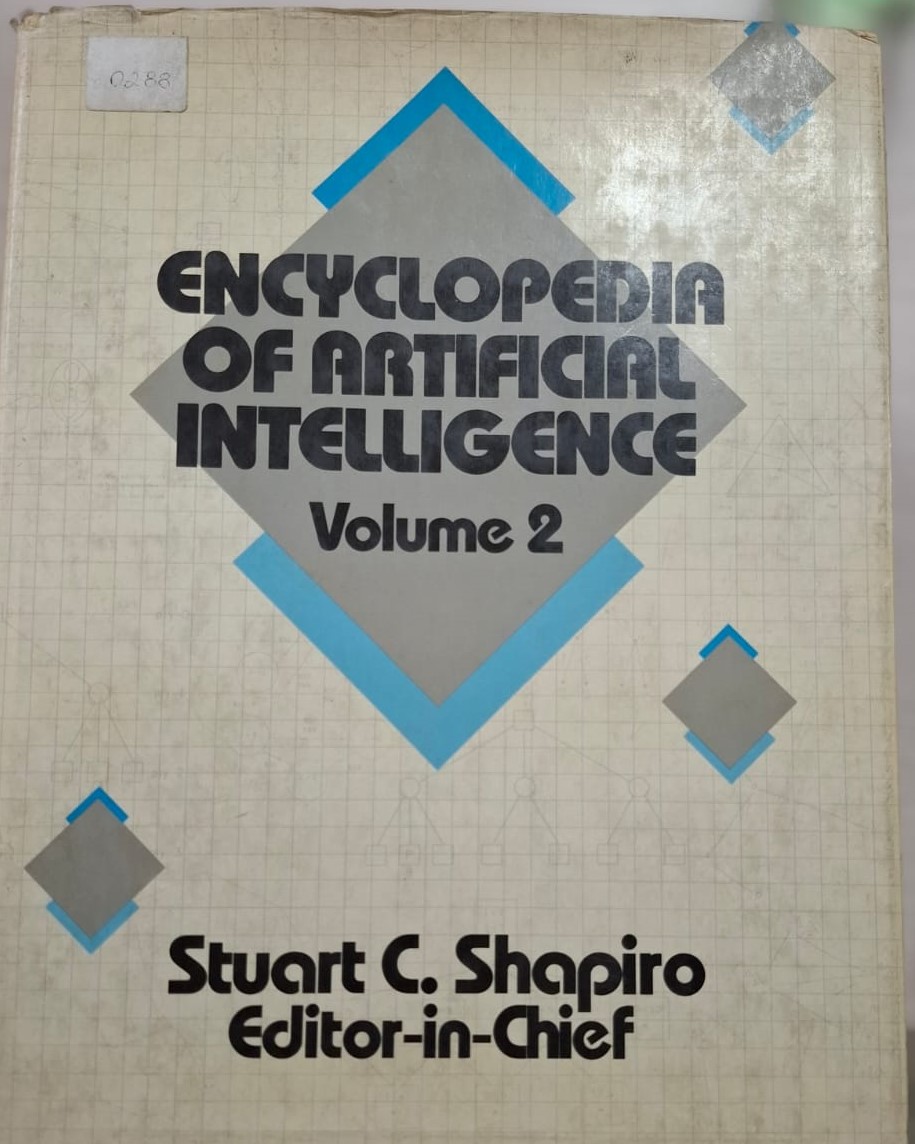 0288
ENCYCLOPEDIA
OF ARTIFICIAL
INTELLIGENCE
Volume 2
Stuart C. Shapiro
Editor-in-Chief